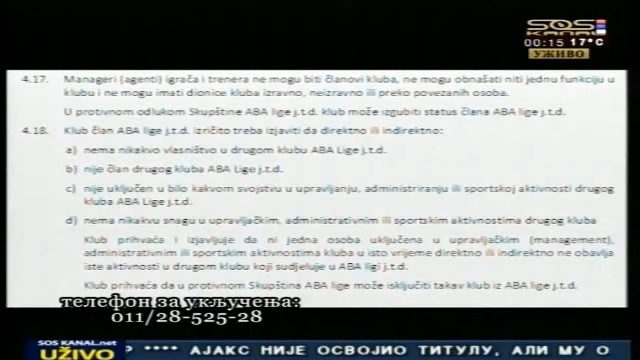 SOS
KANAL
00:15 17°C
УЖИВО
4.17. Manageri (agenti) igrača i trenera ne mogu biti članovi kluba, ne mogu obnašati niti jednu funkciju u
klubu i ne mogu imati dionice kluba izravno, neizravno ili preko povezanih osoba.
U protivnom odlukom Skupštine ABA lige j.t.d. klub može izgubiti status člana ABA lige j.t.d.
4.18. Klub član ABA lige j.t.d. izričito treba izjaviti da direktno ili indirektno:
a) nema nikakvo vlasništvo u drugom klubu ABA Lige j.t.d.
b) nije član drugog kluba ABA Lige j.t.d.
c) nije uključen u bilo kakvom svojstvu u upravljanju, administriranju ili sportskoj aktivnosti drugog
kluba ABA Lige j.t.d.
d) nema nikakvu snagu u upravljačkim, administrativnim ili sportskim aktivnostima drugog kluba
Klub prihvaća i izjavljuje da ni jedna osoba uključena u upravljačkim (management),
administrativnim ili sportskim aktivnostima kluba u isto vrijeme direktno ili indirektno ne obavlja
iste aktivnosti u drugom klubu koji sudjeluje u ABA ligi j.t.d.
Klub prihvaća da u protivnom Skupština ABA lige može isključiti takav klub iz ABA lige j.t.d.
телефон за укључења:
011/28-525-28
SOS KANAL.net
UŽIVO
Р **** АЈАКС НИЈЕ ОСВОЈИО ТИТУЛУ, АЛИ МУ О